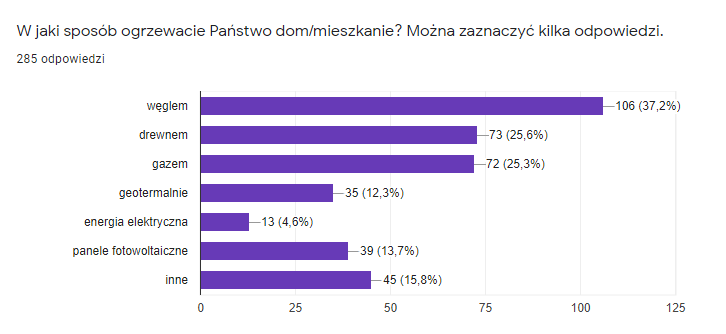 W jaki sposób ogrzewacie Państwo dom/mieszkanie? Można zaznaczyć kilka odpowiedzi.
285 odpowiedzi
węglem 106 (37,2%)
drewnem 73 (25,6%)
gazem 72 (25,3%)
geotermalnie 35 (12,3%)
energia elektryczna 13 (4,6%)
panele fotowoltaiczne 39 (13,7%)
inne 45 (15,8%)
0 25 50 75 100 125